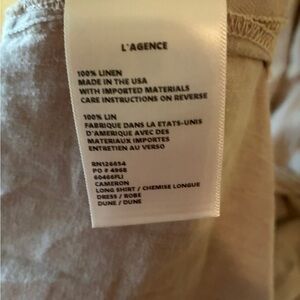 L'AGENCE
100% LINEN
MADE IN THE USA
WITH IMPORTED MATERIALS
CARE INSTRUCTIONS ON REVERSE
100% LIN
FABRIQUE DANS LA ETATS-UNIS
D'AMERIQUE AVEC DES
MATERIAUX IMPORTES
ENTRETIEN AU VERSO
RN126654
PO # 4968
60466FLI
CAMERON
LONG SHIRT / CHEMISE LONGUE
DRESS / ROBE
DUNE / DUNE